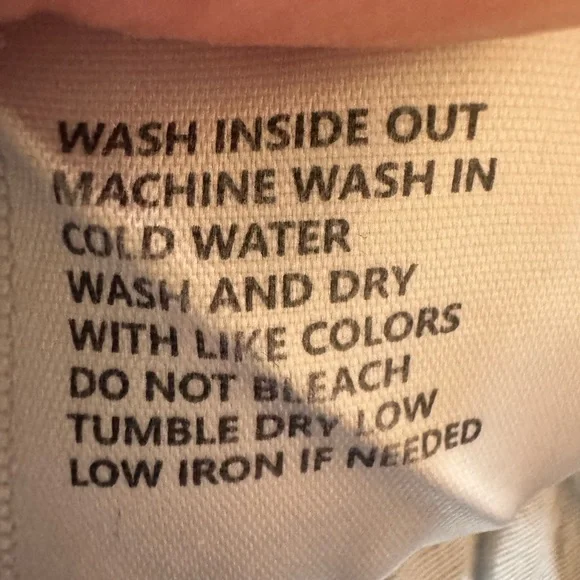 WASH INSIDE OUT
MACHINE WASH IN
COLD WATER
WASH AND DRY
WITH LIKE COLORS
DO NOT BLEACH
TUMBLE DRY LOW
LOW IRON IF NEEDED